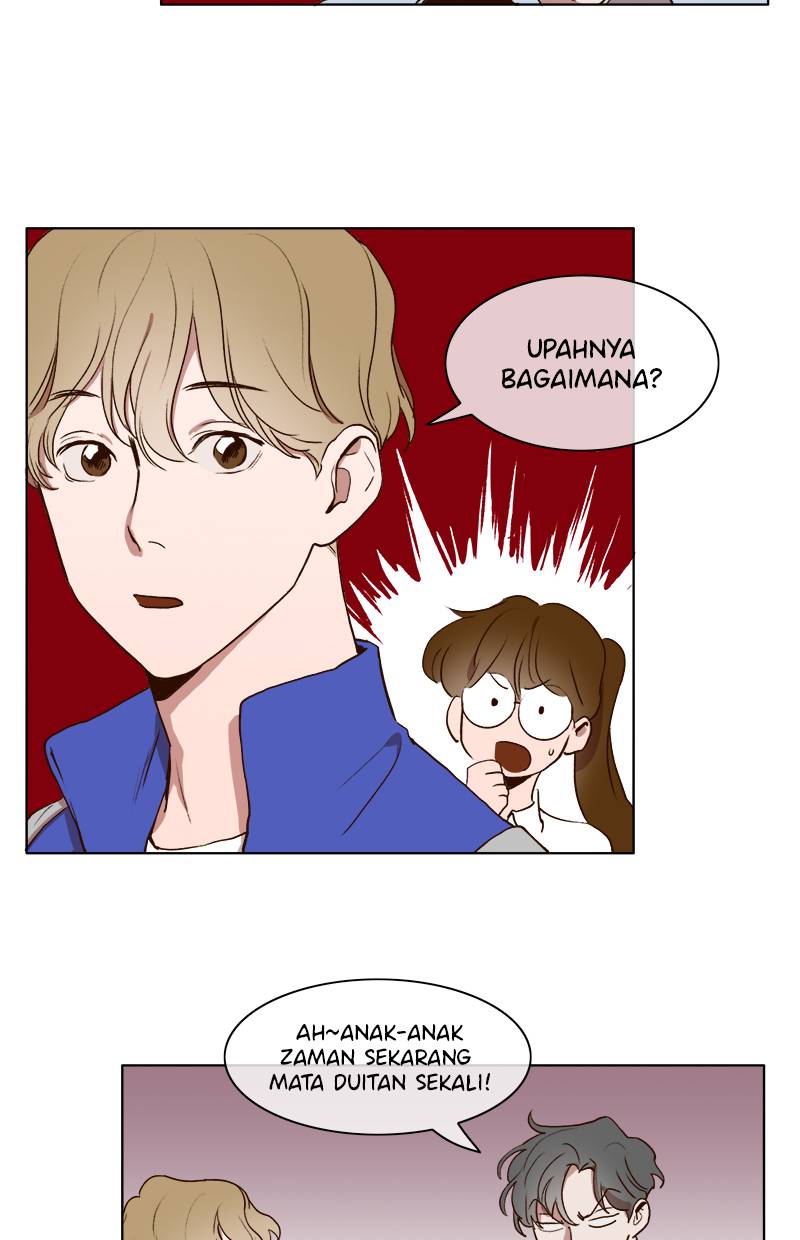 UPAHNYA
BAGAIMANA?
AH~ANAK-ANAK
ZAMAN SEKARANG
MATA DUITAN SEKALI!